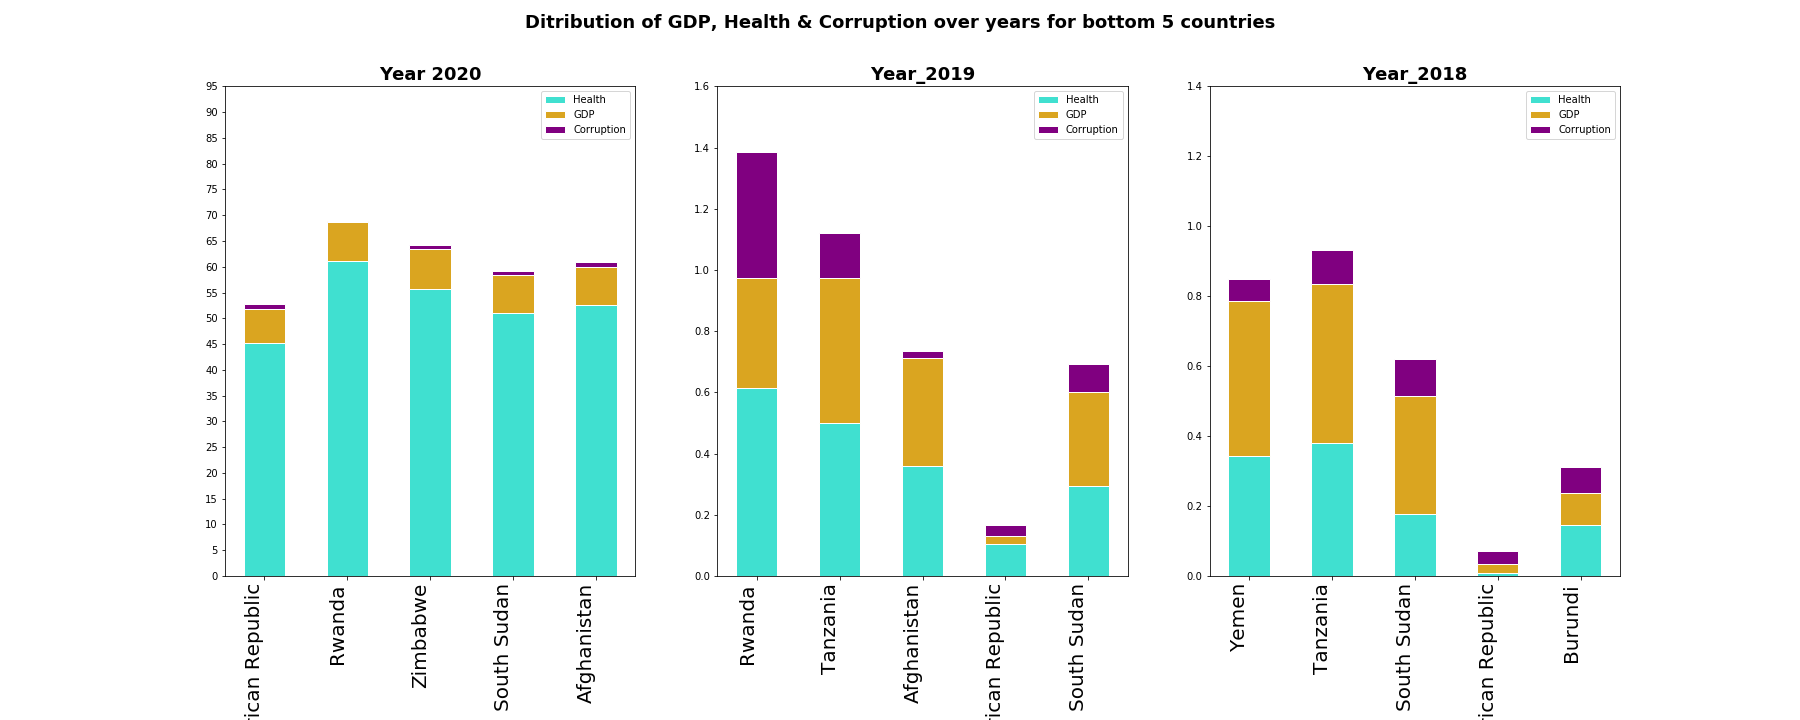 Ditribution of GDP, Health & Corruption over years for bottom 5 countries
Year 2020
95
90
85
80
75
70
65
60
55
50
45
40
35
30
25
20
15
10
5
0
Health
GDP
Corruption
rican Republic
Rwanda
Zimbabwe
South Sudan
Afghanistan
Year_2019
1.6
1.4
1.2
1.0
0.8
0.6
0.4
0.2
0.0
Health
GDP
Corruption
Rwanda
Tanzania
Afghanistan
rican Republic
South Sudan
Year_2018
1.4
1.2
1.0
0.8
0.6
0.4
0.2
0.0
Health
GDP
Corruption
Yemen
Tanzania
South Sudan
rican Republic
Burundi